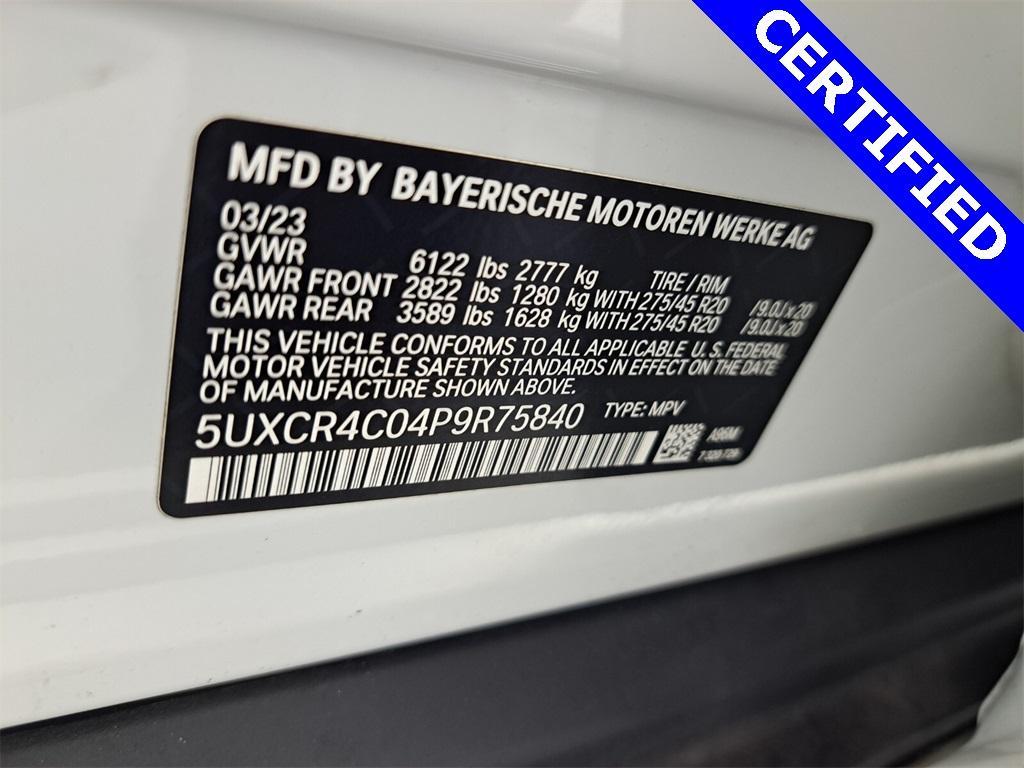 CERTIFIED
MFD BY BAYERISCHE MOTOREN WERKE AG
03/23
GVWR 6122 lbs 2777 kg TIRE / RIM
GAWR FRONT 2822 lbs 1280 kg WITH 275/45 R20 /9.0J x 20
GAWR REAR 3589 lbs 1628 kg WITH 275/45 R20 /9.0J x 20
THIS VEHICLE CONFORMS TO ALL APPLICABLE U.S. FEDERAL
MOTOR VEHICLE SAFETY STANDARDS IN EFFECT ON THE DATE
OF MANUFACTURE SHOWN ABOVE.
5UXCR4C04P9R75840 TYPE: MPV
A96M